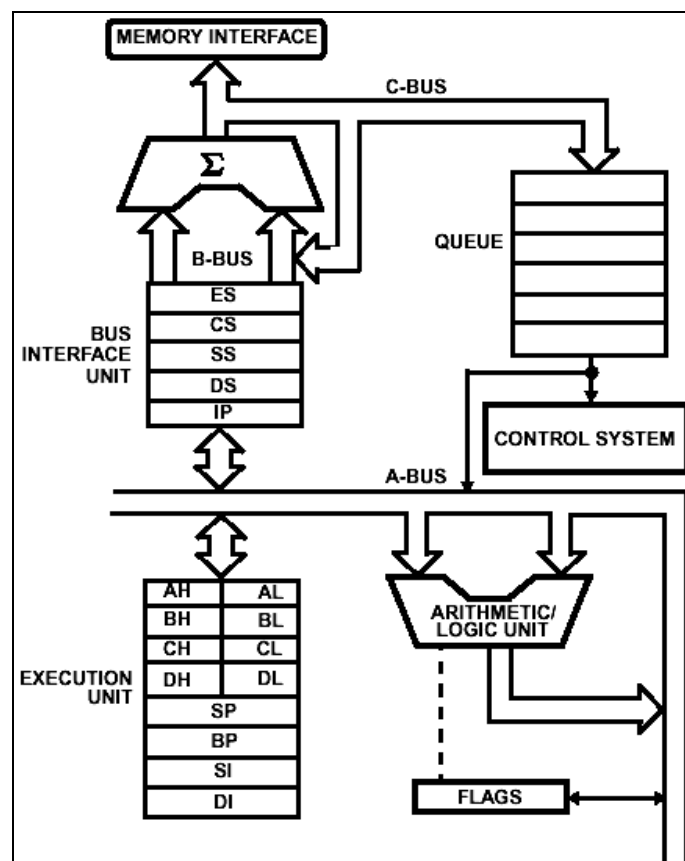 MEMORY INTERFACE
C-BUS
Σ
QUEUE
B-BUS
ES
CS
SS
DS
IP
BUS
INTERFACE
UNIT
CONTROL SYSTEM
A-BUS
AH AL
BH BL
CH CL
DH DL
SP
BP
SI
DI
EXECUTION
UNIT
ARITHMETIC/
LOGIC UNIT
FLAGS